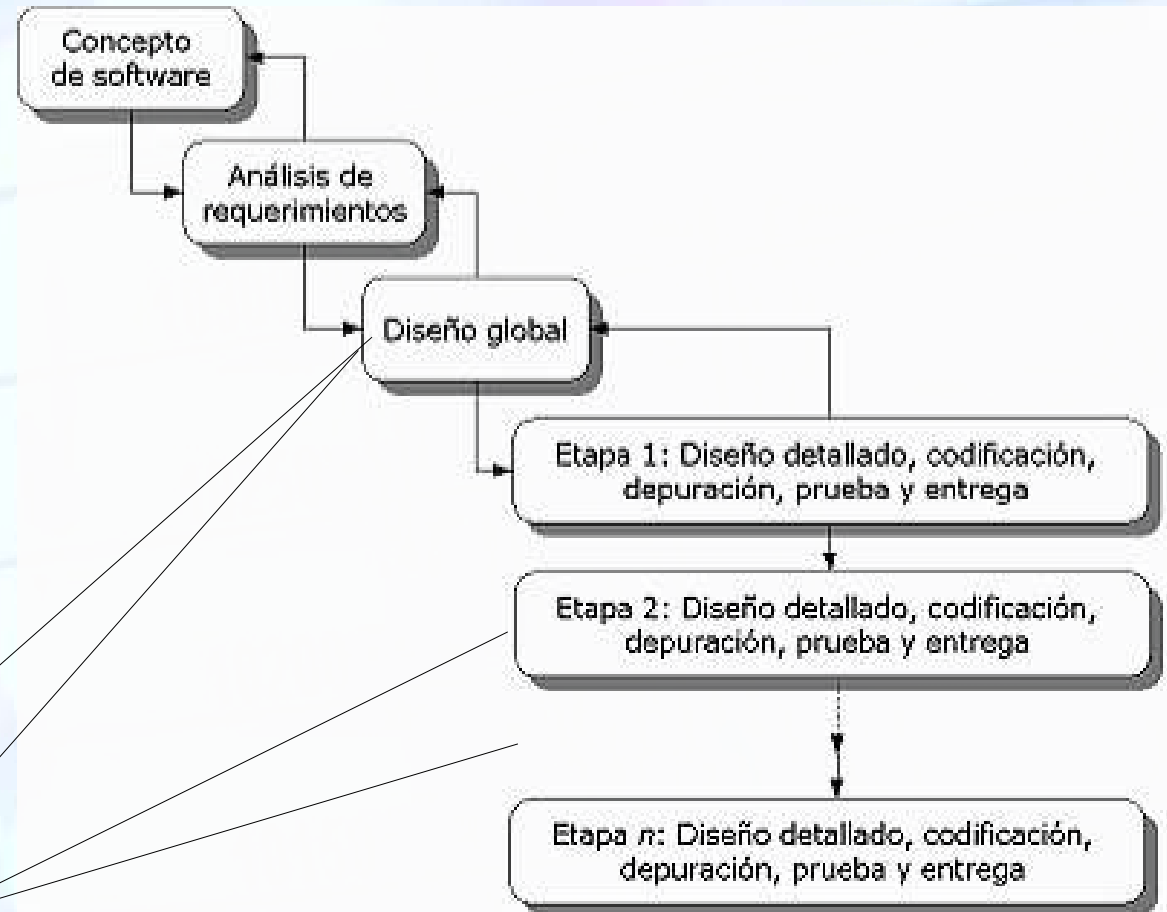 Concepto
de software
Análisis de
requerimientos
Diseño global
Etapa 1: Diseño detallado, codificación,
depuración, prueba y entrega
Etapa 2: Diseño detallado, codificación,
depuración, prueba y entrega
Etapa n: Diseño detallado, codificación,
depuración, prueba y entrega